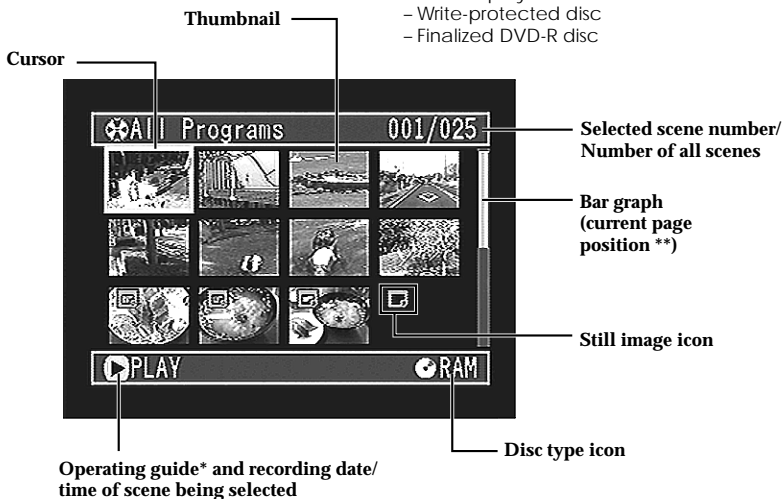 – Write-protected disc
– Finalized DVD-R disc
Thumbnail
Cursor
All Programs 001/025
Selected scene number/
Number of all scenes
Bar graph
(current page
position **)
Still image icon
PLAY RAM
Disc type icon
Operating guide* and recording date/
time of scene being selected